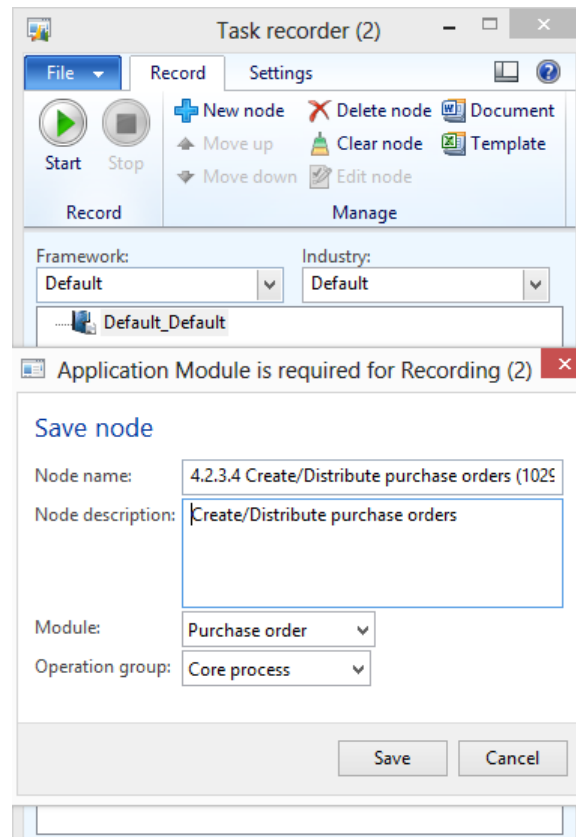 Task recorder (2)
File Record Settings
Start Stop
New node Delete node Document
Move up Clear node Template
Move down Edit node
Record Manage
Framework: Industry:
Default Default
Default_Default
Application Module is required for Recording (2)
Save node
Node name: 4.2.3.4 Create/Distribute purchase orders (1029
Node description: Create/Distribute purchase orders
Module: Purchase order
Operation group: Core process
Save Cancel